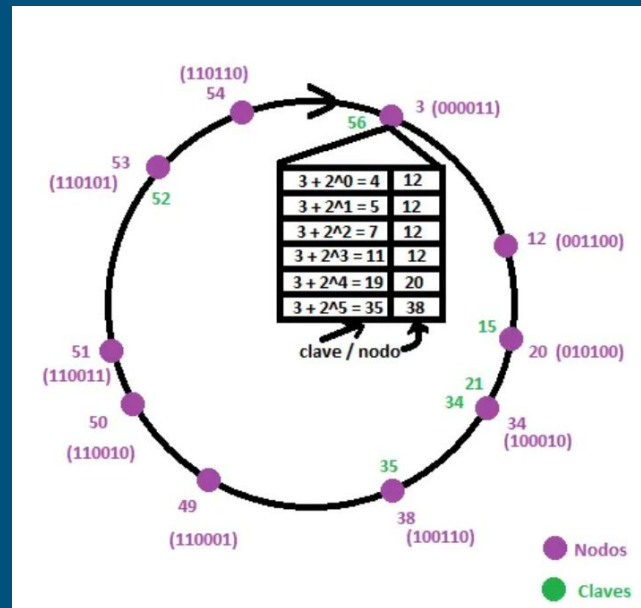 (110110)
54
3 (000011)
56
53
(110101)
52
3 + 2^0 = 4 12
3 + 2^1 = 5 12
3 + 2^2 = 7 12
3 + 2^3 = 11 12
3 + 2^4 = 19 20
3 + 2^5 = 35 38
clave / nodo
12 (001100)
15
20 (010100)
51
(110011)
21
34
34
(100010)
50
(110010)
35
38
(100110)
49
(110001)
Nodos
Claves